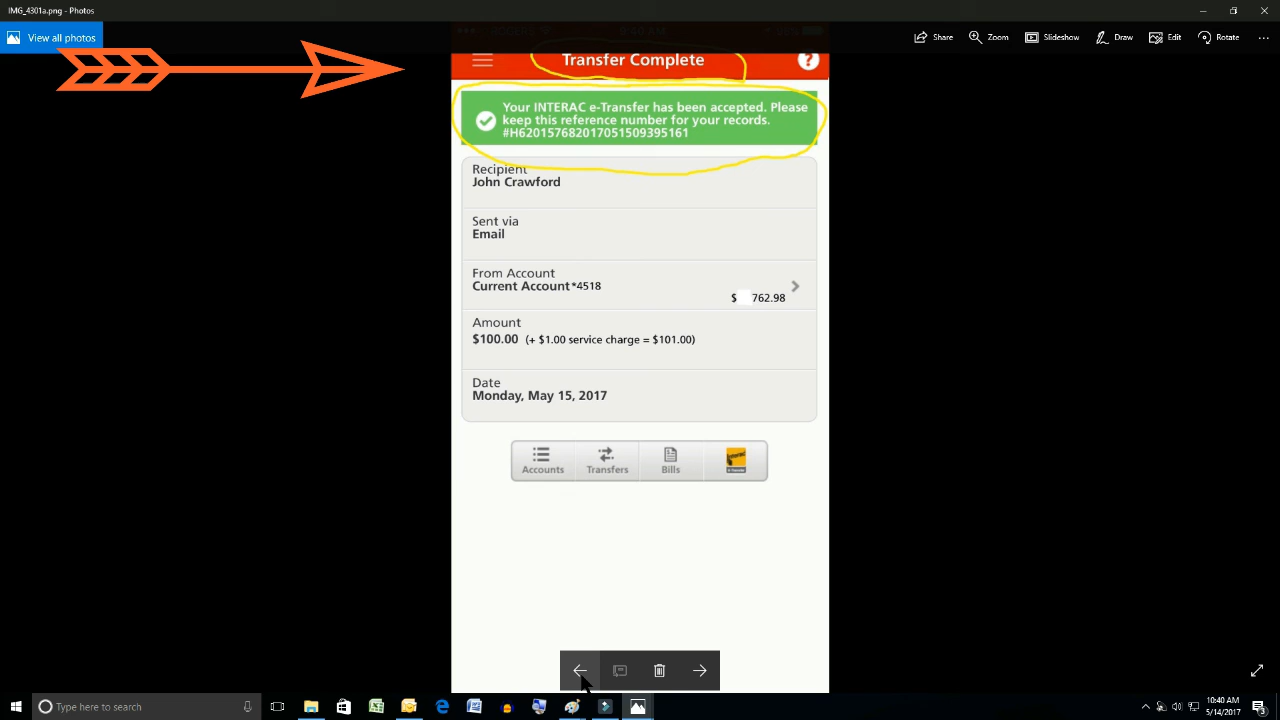 IMG_4301a.png - Photos
View all photos
Share
Zoom
Slideshow
Draw
Edit
Rotate
Transfer Complete
?
Your INTERAC e-Transfer has been accepted. Please
keep this reference number for your records.
#H620157682017051509395161
Recipient
John Crawford
Sent via
Email
From Account
Current Account *4518
$ 762.98
Amount
$100.00 (+ $1.00 service charge = $101.00)
Date
Monday, May 15, 2017
Accounts
Transfers
Bills
Type here to search
10:40 AM
5/14/2017